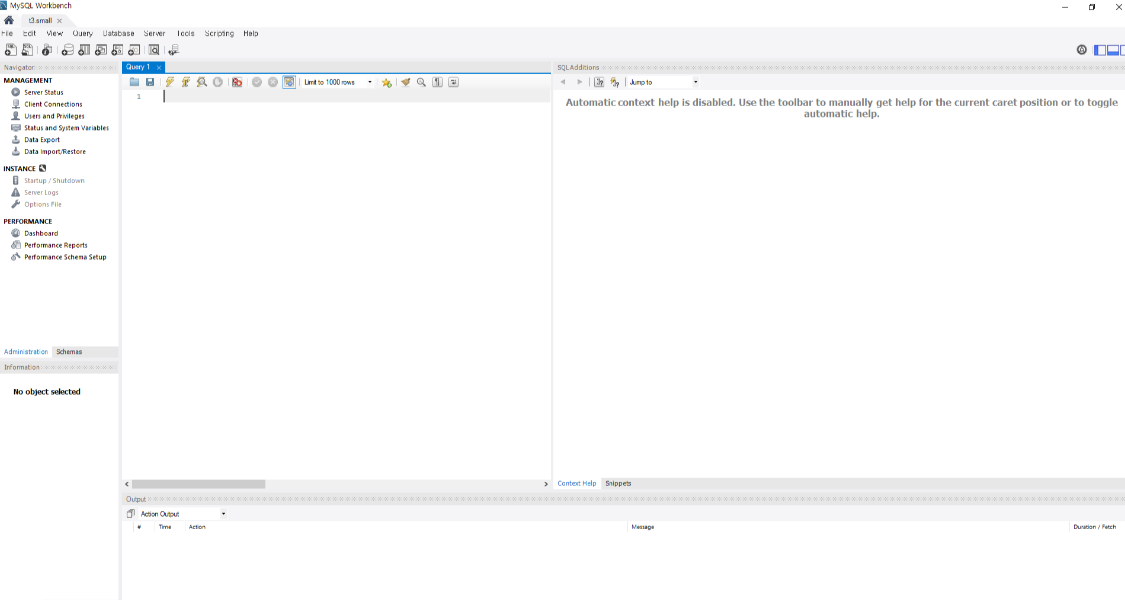 MySQL Workbench
t3.small
File Edit View Query Database Server Tools Scripting Help
Navigator
MANAGEMENT
Server Status
Client Connections
Users and Privileges
Status and System Variables
Data Export
Data Import/Restore
INSTANCE
Startup / Shutdown
Server Logs
Options File
PERFORMANCE
Dashboard
Performance Reports
Performance Schema Setup
Administration Schemas
Information
No object selected
Query 1
Limit to 1000 rows
1
SQLAdditions
Jump to
Automatic context help is disabled. Use the toolbar to manually get help for the current caret position or to toggle
automatic help.
Context Help Snippets
Output
Action Output
# Time Action Message Duration / Fetch